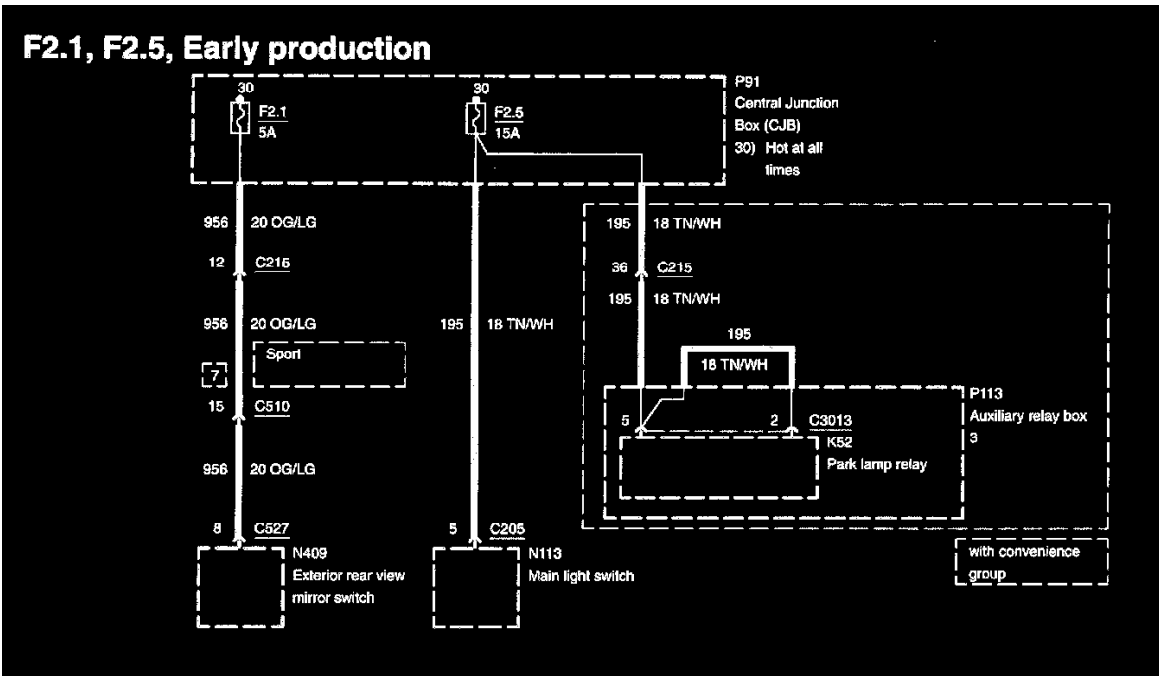 F2.1, F2.5, Early production
30
F2.1
5A
30
F2.5
15A
P91
Central Junction
Box (CJB)
30) Hot at all
times
956
20 OG/LG
195
18 TN/WH
12
C216
36
C215
195
18 TN/WH
956
20 OG/LG
195
18 TN/WH
195
18 TN/WH
Sport
7
15
C510
P113
Auxiliary relay box
3
5
2
C3013
K52
Park lamp relay
956
20 OG/LG
8
C527
5
C205
N409
Exterior rear view
mirror switch
N113
Main light switch
with convenience
group